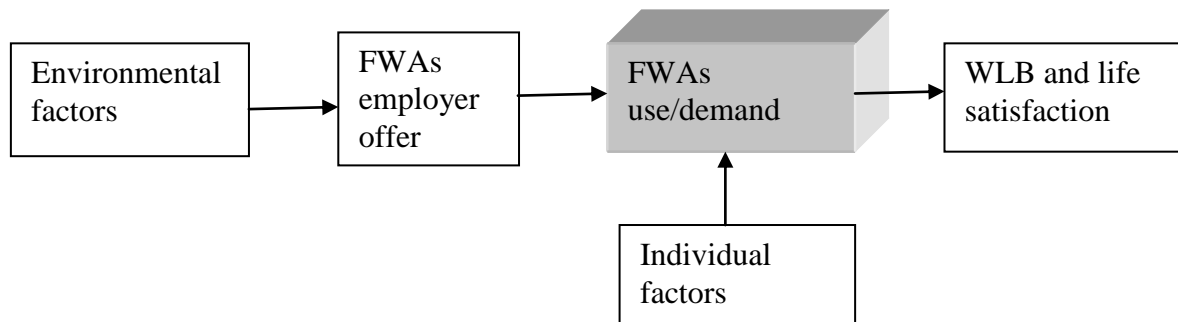 Environmental
factors
FWAs
employer
offer
FWAs
use/demand
WLB and life
satisfaction
Individual
factors